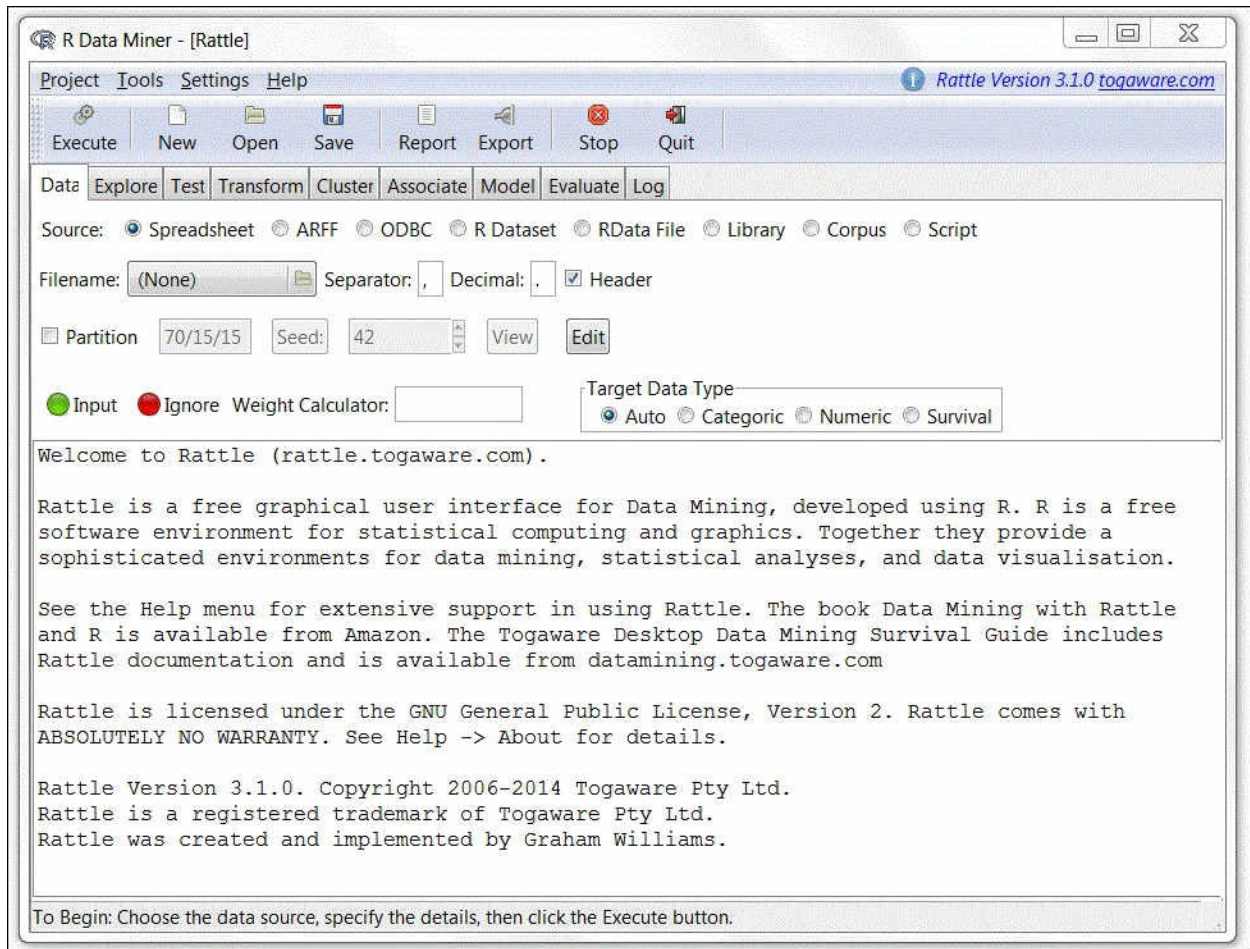 R Data Miner - [Rattle]
Project Tools Settings Help
Rattle Version 3.1.0 togaware.com
Execute New Open Save Report Export Stop Quit
Data Explore Test Transform Cluster Associate Model Evaluate Log
Source: Spreadsheet ARFF ODBC R Dataset RData File Library Corpus Script
Filename: (None) Separator: , Decimal: . Header
Partition 70/15/15 Seed: 42 View Edit
Input Ignore Weight Calculator:
Target Data Type
Auto Categoric Numeric Survival
Welcome to Rattle (rattle.togaware.com).
Rattle is a free graphical user interface for Data Mining, developed using R. R is a free
software environment for statistical computing and graphics. Together they provide a
sophisticated environments for data mining, statistical analyses, and data visualisation.
See the Help menu for extensive support in using Rattle. The book Data Mining with Rattle
and R is available from Amazon. The Togaware Desktop Data Mining Survival Guide includes
Rattle documentation and is available from datamining.togaware.com
Rattle is licensed under the GNU General Public License, Version 2. Rattle comes with
ABSOLUTELY NO WARRANTY. See Help -> About for details.
Rattle Version 3.1.0. Copyright 2006-2014 Togaware Pty Ltd.
Rattle is a registered trademark of Togaware Pty Ltd.
Rattle was created and implemented by Graham Williams.
To Begin: Choose the data source, specify the details, then click the Execute button.